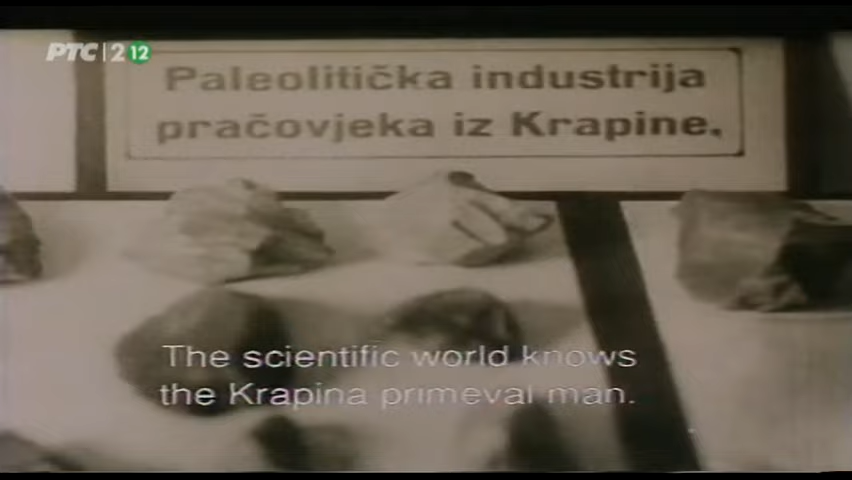 РТС 2 12
Paleolitička industrija
pračovjeka iz Krapine.
The scientific world knows
the Krapina primeval man.